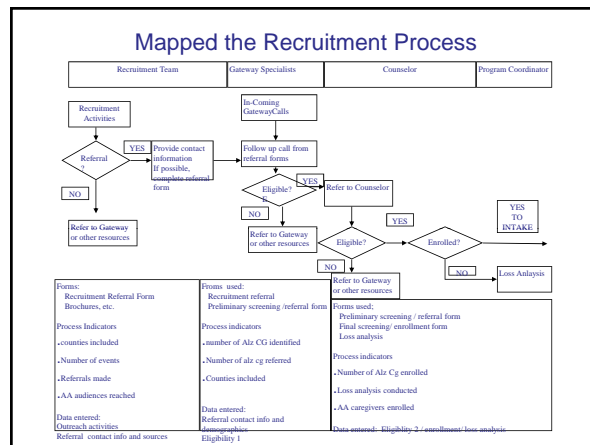 Mapped the Recruitment Process
Recruitment Team
Gateway Specialists
Counselor
Program Coordinator
Recruitment
Activities
In-Coming
GatewayCalls
Referral
?
YES
Provide contact
information
If possible,
complete referral
form
Follow up call from
referral forms
NO
Eligible?
YES
Refer to Counselor
NO
Refer to Gateway
or other resources
Refer to Gateway
or other resources
Eligible?
YES
Enrolled?
YES
TO
INTAKE
NO
Refer to Gateway
or other resources
NO
Loss Anlaysis
Forms:
Recruitment Referral Form
Brochures, etc.
Process Indicators
.counties included
.Number of events
.Referrals made
.AA audiences reached
Data entered:
Outreach activities
Referral contact info and sources
Froms used:
Recruitment referral
Preliminary screening /referral form
Process indicators
.number of Alz CG identified
.Number of alz cg referred
.Counties included
Data entered:
Referral contact info and
demographics
Eligibility 1
Forms used;
Preliminary screening / referral form
Final screening/ enrollment form
Loss analysis
Process indicators
.Number of Alz Cg enrolled
.Loss analysis conducted
.AA caregivers enrolled
Data entered: Eligiblity 2 / enrollment/ loss analysis